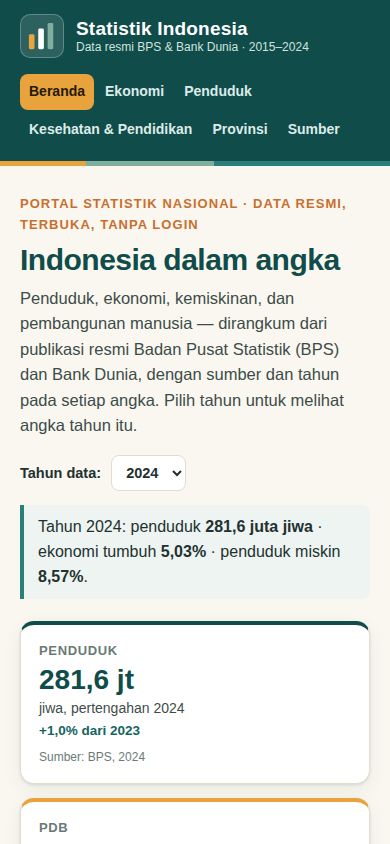 Statistik Indonesia
Data resmi BPS & Bank Dunia · 2015–2024
Beranda Ekonomi Penduduk
Kesehatan & Pendidikan Provinsi Sumber
PORTAL STATISTIK NASIONAL · DATA RESMI,
TERBUKA, TANPA LOGIN
Indonesia dalam angka
Penduduk, ekonomi, kemiskinan, dan
pembangunan manusia — dirangkum dari
publikasi resmi Badan Pusat Statistik (BPS)
dan Bank Dunia, dengan sumber dan tahun
pada setiap angka. Pilih tahun untuk melihat
angka tahun itu.
Tahun data: 2024
Tahun 2024: penduduk 281,6 juta jiwa ·
ekonomi tumbuh 5,03% · penduduk miskin
8,57%.
PENDUDUK
281,6 jt
jiwa, pertengahan 2024
+1,0% dari 2023
Sumber: BPS, 2024
PDB